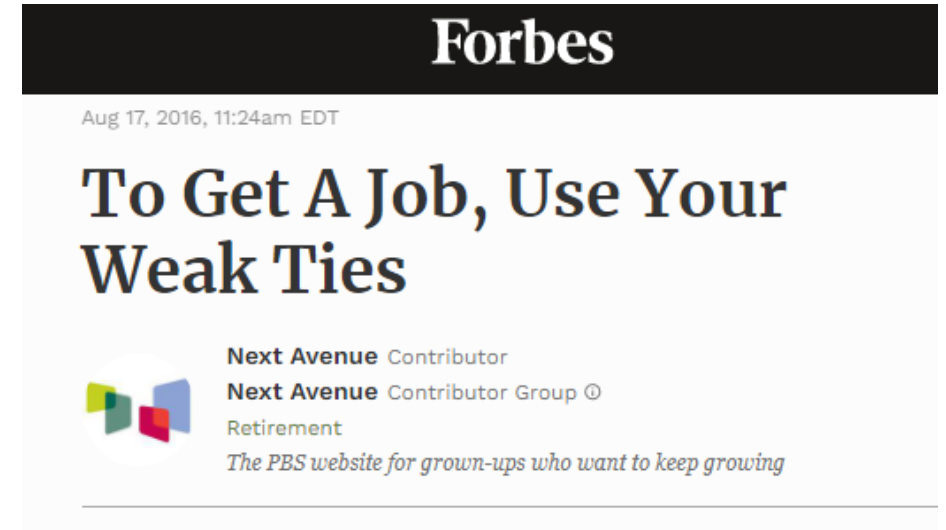 Forbes
Aug 17, 2016, 11:24am EDT
To Get A Job, Use Your
Weak Ties
Next Avenue Contributor
Next Avenue Contributor Group ⓘ
Retirement
The PBS website for grown-ups who want to keep growing